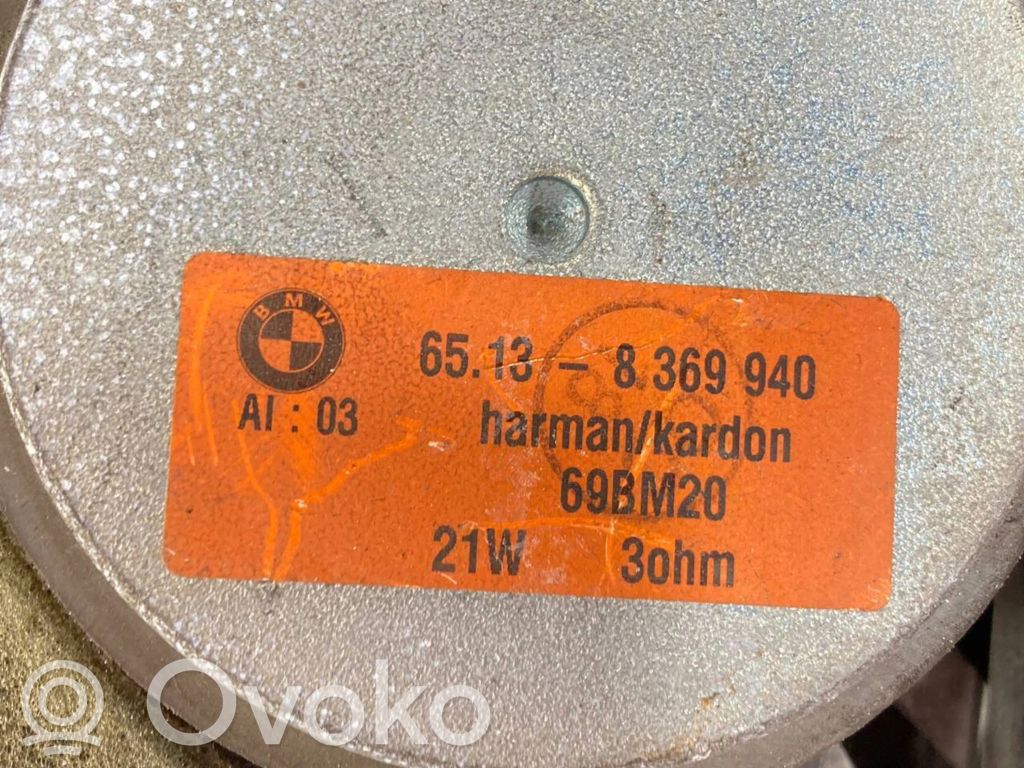 BMW
65.13 – 8 369 940
AI : 03
harman/kardon
69BM20
21W 3ohm
Ovoko